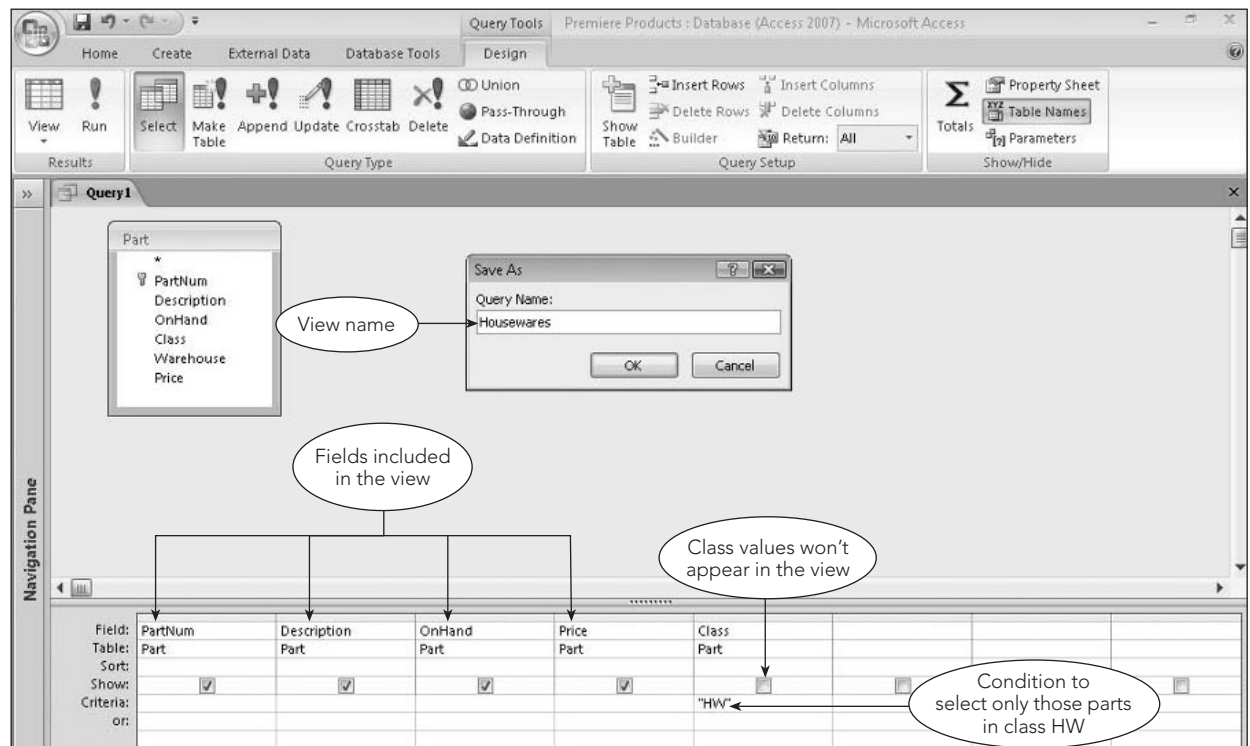 Query Tools
Premiere Products : Database (Access 2007) - Microsoft Access
Home Create External Data Database Tools Design
View
Run
Select
Make Table
Append
Update
Crosstab
Delete
Union
Pass-Through
Data Definition
Show Table
Insert Rows
Delete Rows
Builder
Insert Columns
Delete Columns
Return: All
Totals
Property Sheet
Table Names
Parameters
Results
Query Type
Query Setup
Show/Hide
Query1
Part
*
PartNum
Description
OnHand
Class
Warehouse
Price
View name
Save As
Query Name:
Housewares
OK Cancel
Fields included
in the view
Class values won't
appear in the view
Navigation Pane
Field: PartNum Description OnHand Price Class
Table: Part Part Part Part Part
Sort:
Show:
Criteria: "HW"
or:
Condition to
select only those parts
in class HW